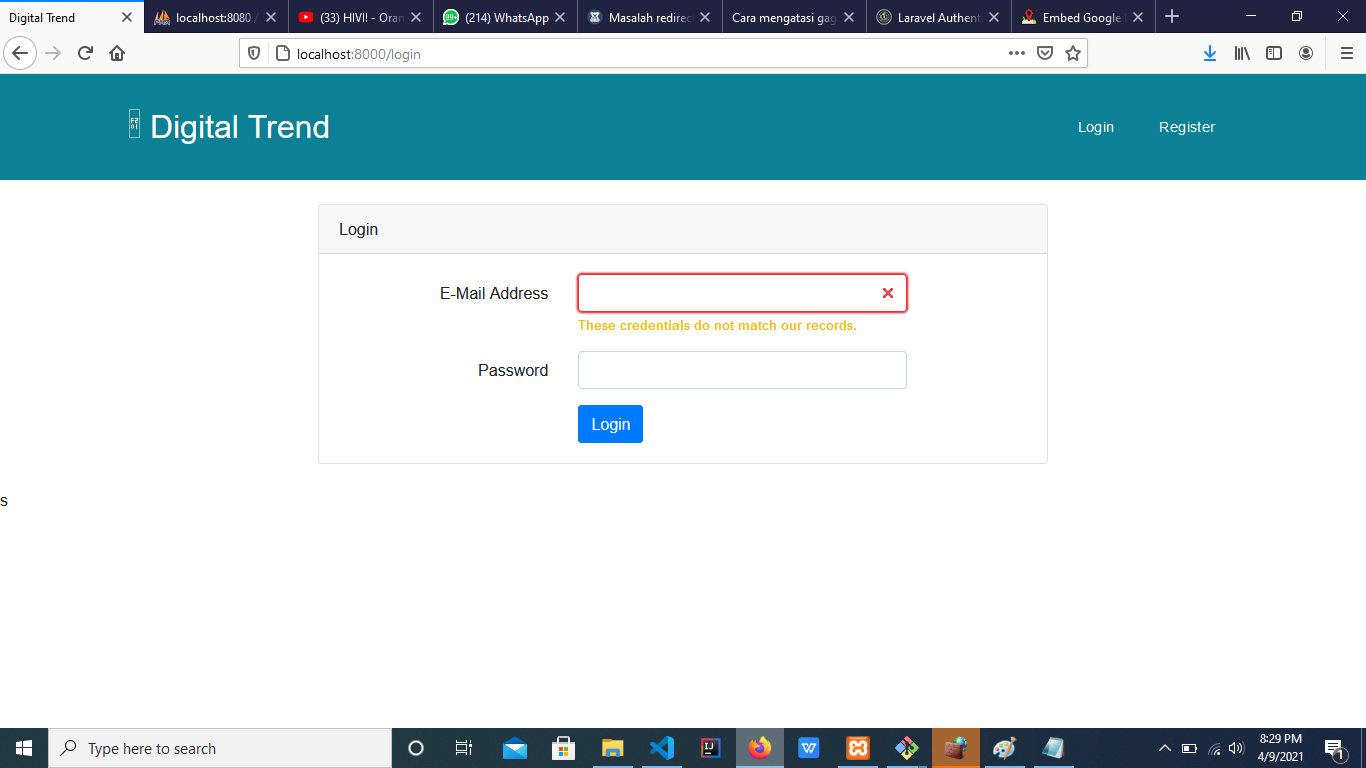 Digital Trend
localhost:8080 /
(33) HIVI! - Oran
(214) WhatsApp
Masalah redirec
Cara mengatasi gag
Laravel Authent
Embed Google
localhost:8000/login
Digital Trend
Login
Register
Login
E-Mail Address
These credentials do not match our records.
Password
Login
s
Type here to search
8:29 PM
4/9/2021
1